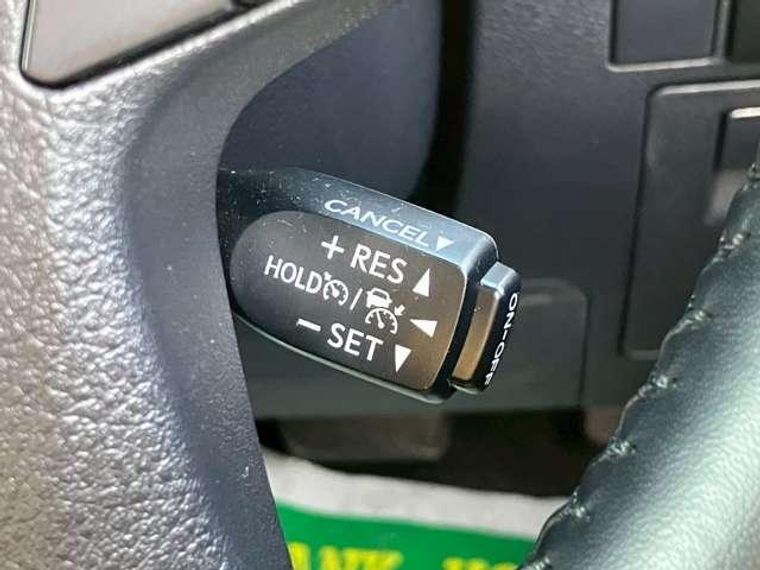 CANCEL▼
+ RES ▲
HOLD /
– SET ▼
ON-OFF